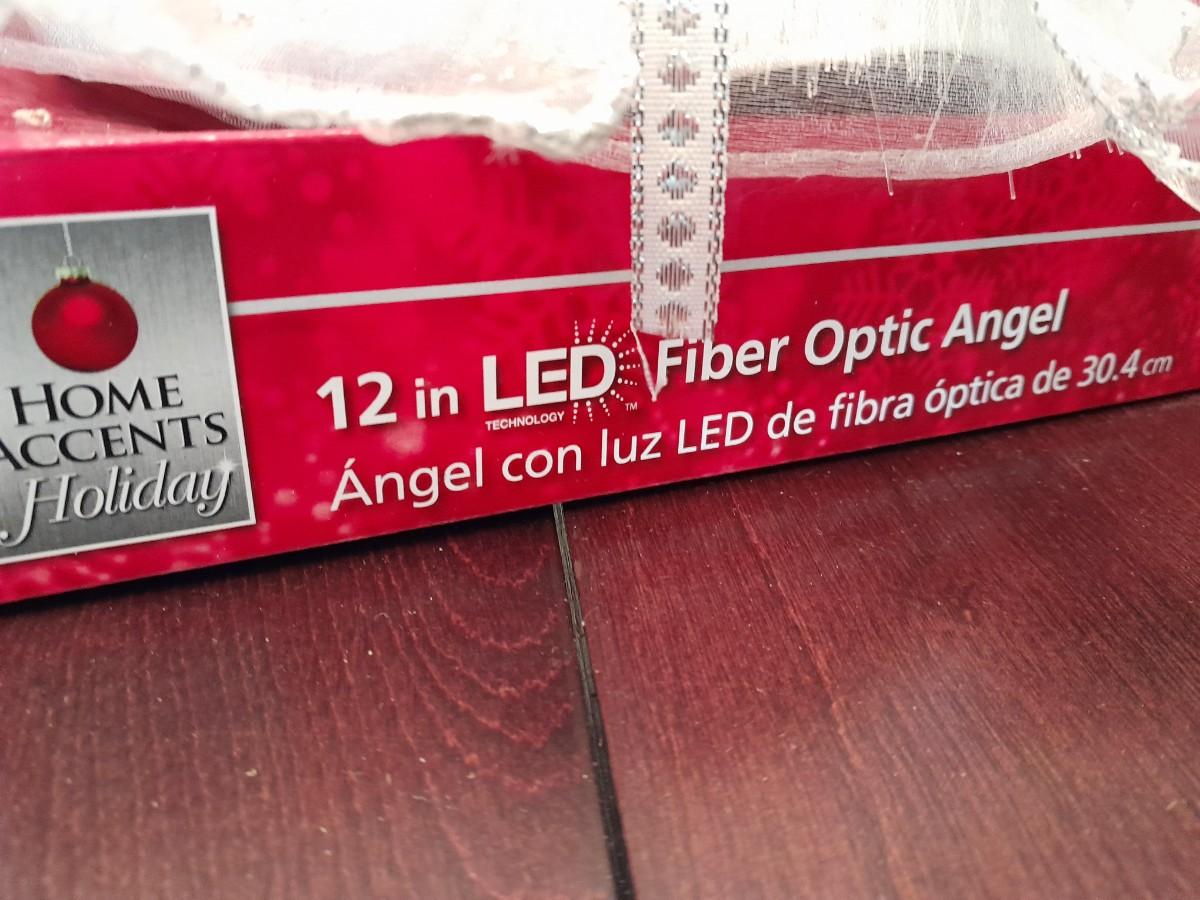 HOME
ACCENTS
Holiday
12 in LED Fiber Optic Angel
TECHNOLOGY ™
Ángel con luz LED de fibra óptica de 30.4 cm